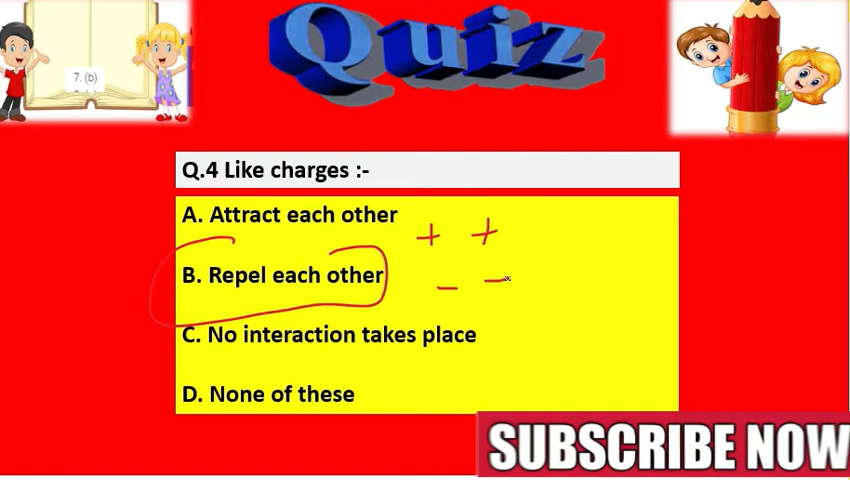 Quiz
7. (b)
Q.4 Like charges :-
A. Attract each other
+ +
B. Repel each other
- -
C. No interaction takes place
D. None of these
SUBSCRIBE NOW